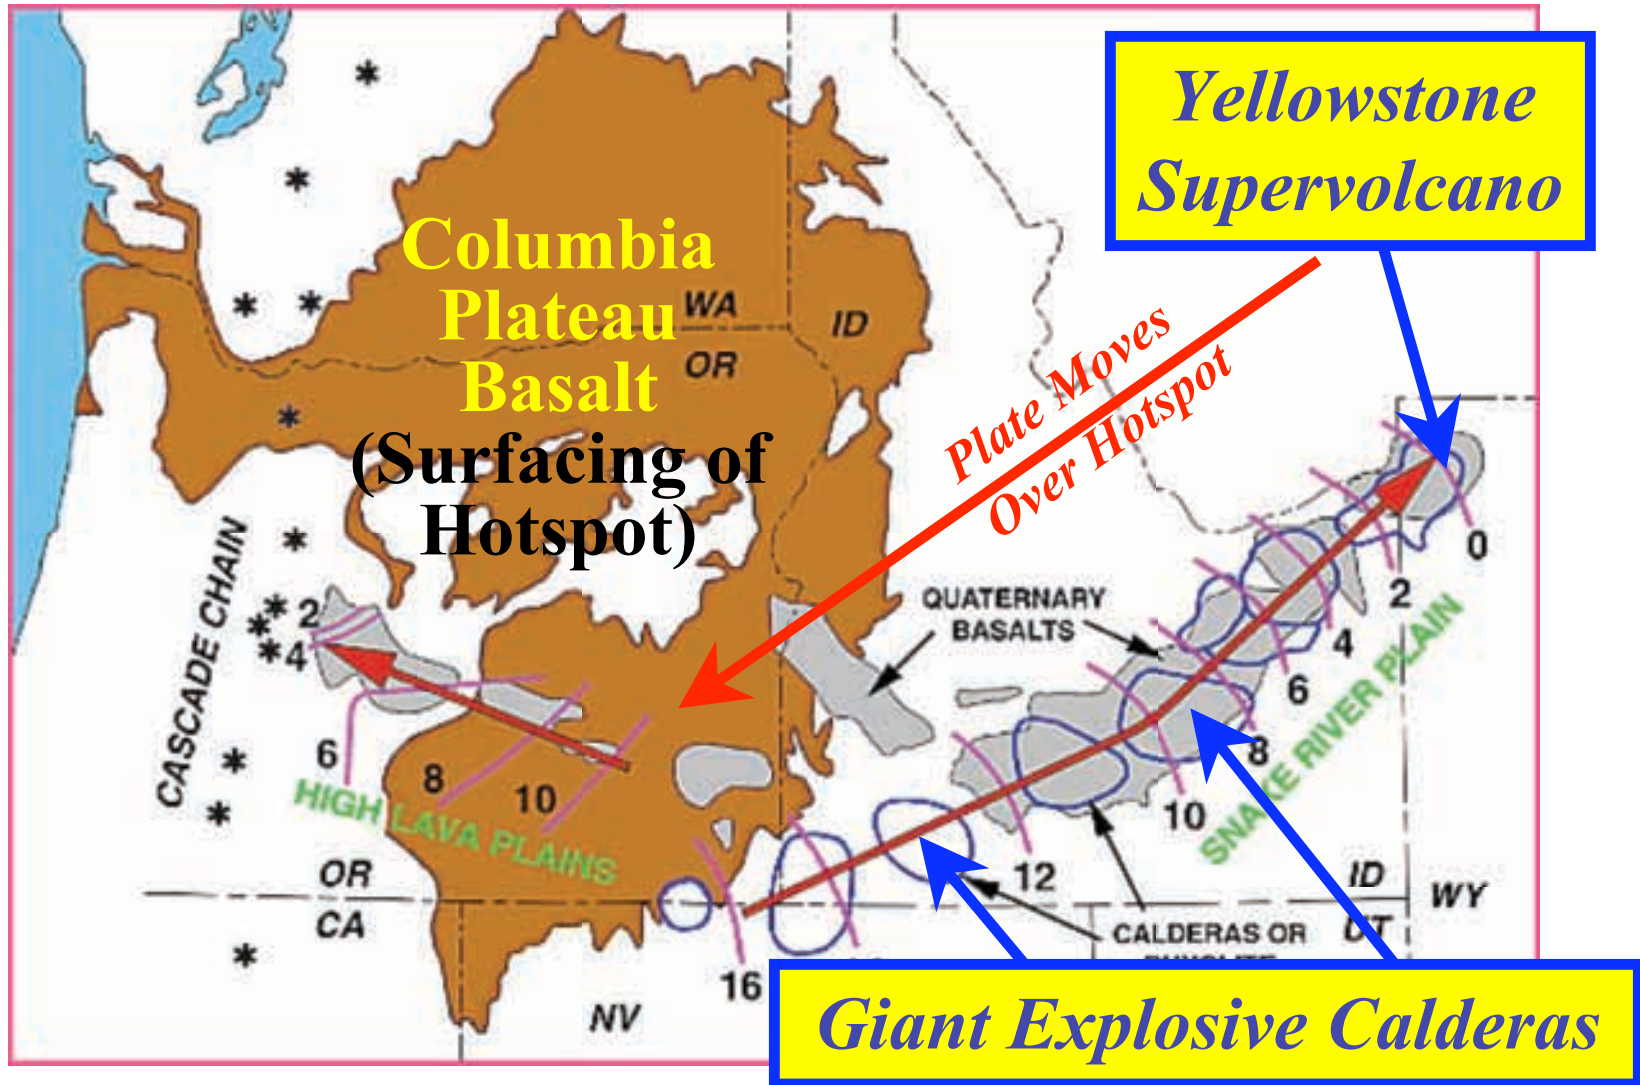 Yellowstone
Supervolcano
Columbia
Plateau
Basalt
(Surfacing of
Hotspot)
WA
OR
ID
Plate Moves
Over Hotspot
CASCADE CHAIN
QUATERNARY
BASALTS
0
2
4
6
8
10
12
16
SNAKE RIVER PLAIN
2
4
6
8
10
HIGH LAVA PLAINS
OR
CA
NV
ID
UT
WY
CALDERAS OR
Giant Explosive Calderas